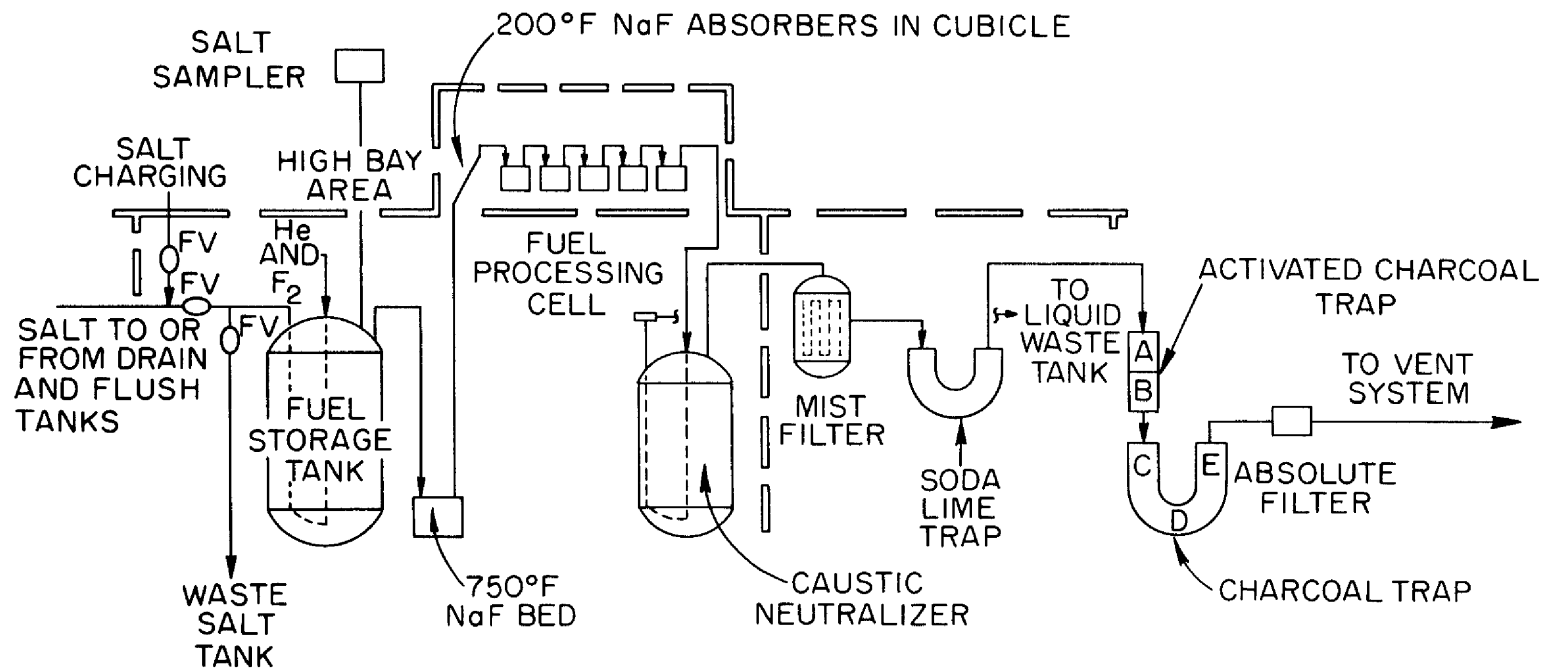 200°F NaF ABSORBERS IN CUBICLE
SALT
SAMPLER
SALT
CHARGING
HIGH BAY
AREA
FV
FV
FV
He
AND
F2
SALT TO OR
FROM DRAIN
AND FLUSH
TANKS
FUEL
STORAGE
TANK
WASTE
SALT
TANK
750°F
NaF BED
FUEL
PROCESSING
CELL
CAUSTIC
NEUTRALIZER
MIST
FILTER
SODA
LIME
TRAP
TO
LIQUID
WASTE
TANK
ACTIVATED CHARCOAL
TRAP
A
B
C
D
E
TO VENT
SYSTEM
ABSOLUTE
FILTER
CHARCOAL TRAP